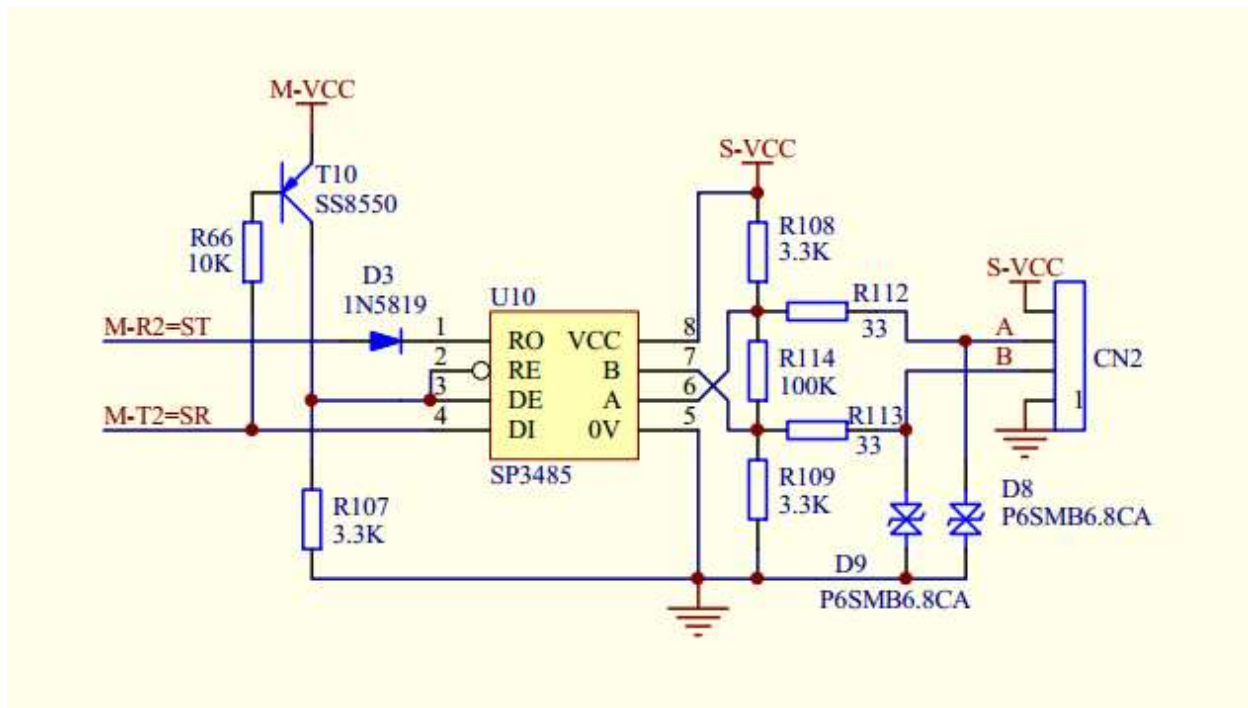 M-VCC
T10
SS8550
R66
10K
D3
1N5819
M-R2=ST
M-T2=SR
U10
1
2
3
4
RO VCC
RE B
DE A
DI 0V
8
7
6
5
SP3485
R107
3.3K
S-VCC
R108
3.3K
R112
33
R114
100K
R113
33
R109
3.3K
S-VCC
A
B
CN2
1
D8
P6SMB6.8CA
D9
P6SMB6.8CA